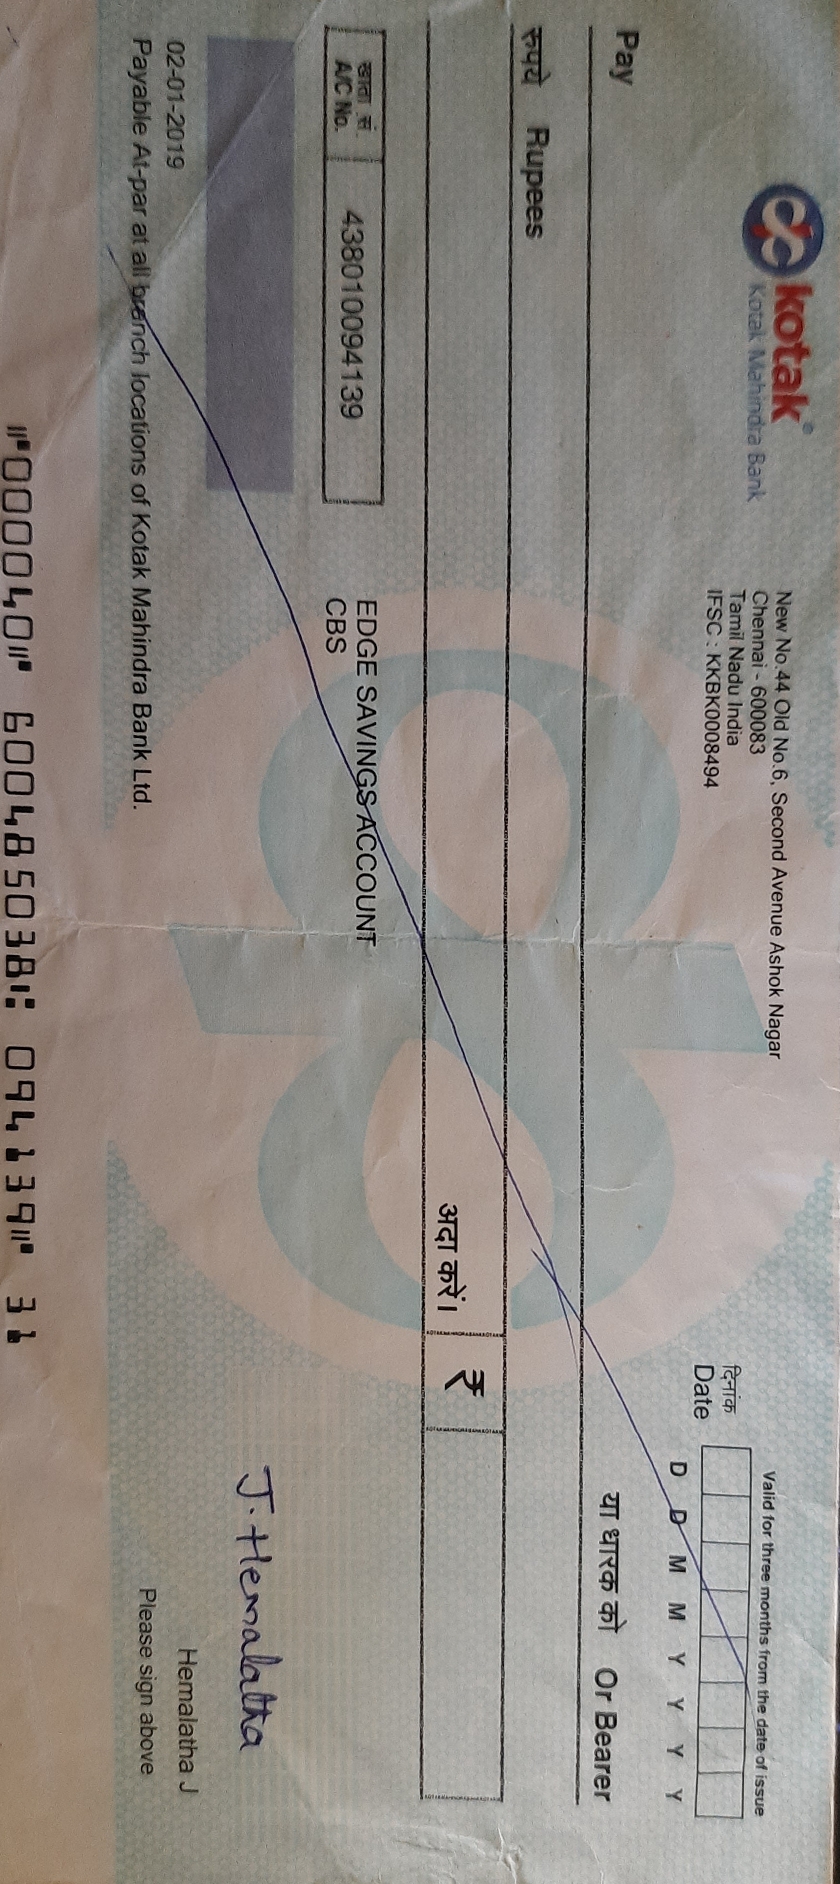 kotak®
Kotak Mahindra Bank
New No.44 Old No.6, Second Avenue Ashok Nagar
Chennai - 600083
Tamil Nadu India
IFSC : KKBK0008494
Valid for three months from the date of issue
दिनांक
Date
D D M M Y Y Y Y
Pay
या धारक को Or Bearer
रुपये Rupees
अदा करें। ₹
खाता सं.
A/C No.
438010094139
EDGE SAVINGS ACCOUNT
CBS
J. Hemalatha
02-01-2019
Hemalatha J
Payable At-par at all branch locations of Kotak Mahindra Bank Ltd.
Please sign above
⑈000040⑈ 600485038⑆ 094139⑈ 31